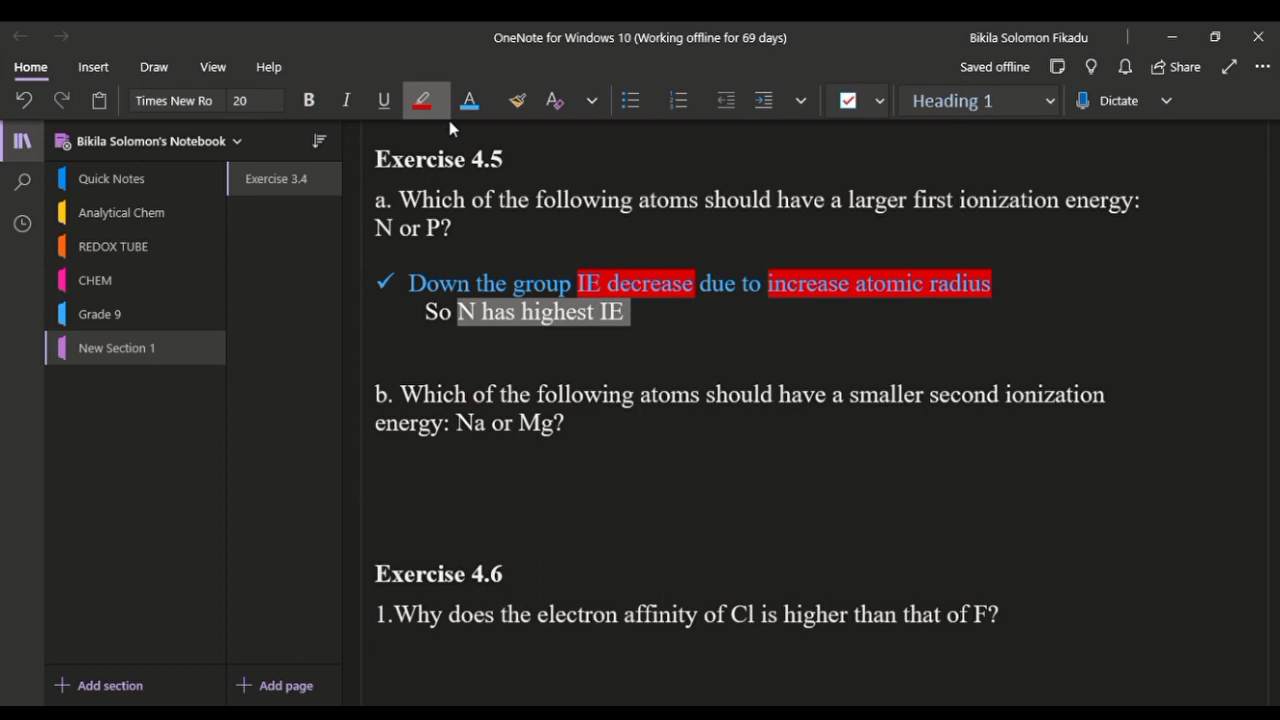 OneNote for Windows 10 (Working offline for 69 days)
Bikila Solomon Fikadu
Home Insert Draw View Help
Saved offline Share
Times New Ro 20 B I U A Heading 1 Dictate
Bikila Solomon's Notebook
Quick Notes
Analytical Chem
REDOX TUBE
CHEM
Grade 9
New Section 1
Add section
Exercise 3.4
Add page
Exercise 4.5
a. Which of the following atoms should have a larger first ionization energy:
N or P?
✓ Down the group IE decrease due to increase atomic radius
So N has highest IE
b. Which of the following atoms should have a smaller second ionization
energy: Na or Mg?
Exercise 4.6
1.Why does the electron affinity of Cl is higher than that of F?